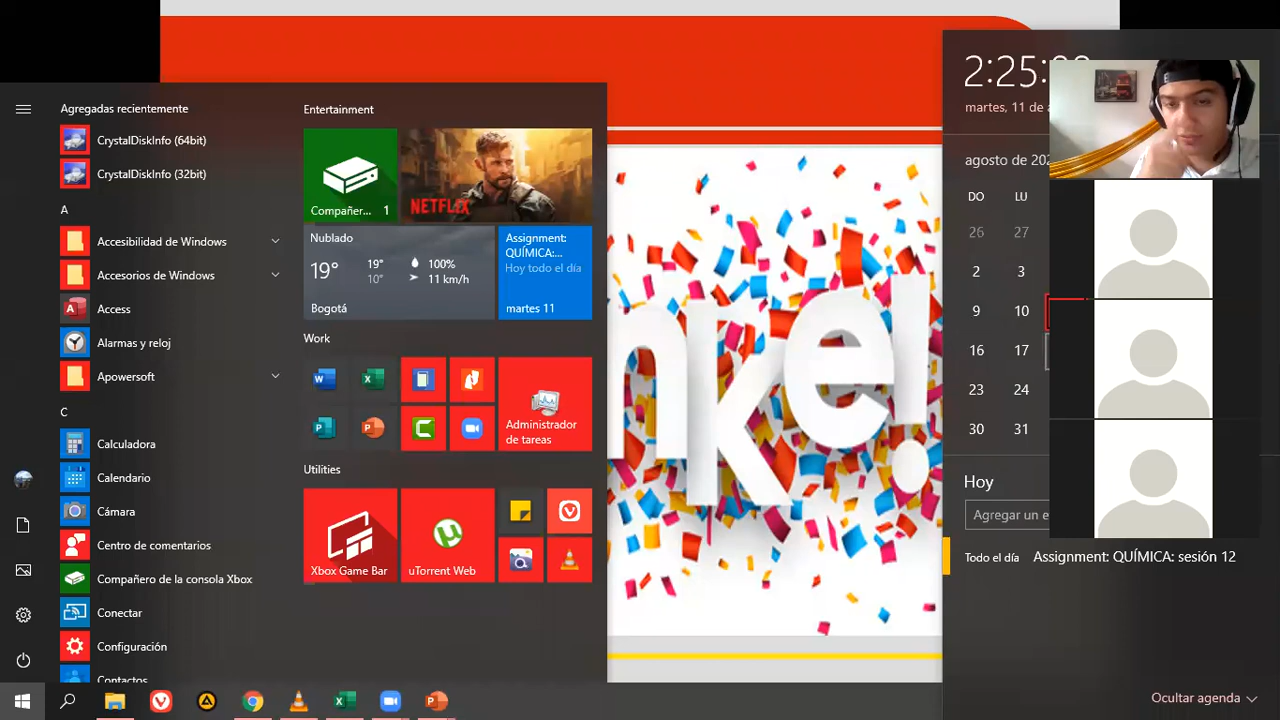 Agregadas recientemente
CrystalDiskInfo (64bit)
CrystalDiskInfo (32bit)
A
Accesibilidad de Windows
Accesorios de Windows
Access
Alarmas y reloj
Apowersoft
C
Calculadora
Calendario
Cámara
Centro de comentarios
Compañero de la consola Xbox
Conectar
Configuración
Contactos
Entertainment
Compañer... 1
NETFLIX
Nublado
19° 19° 100%
10° 11 km/h
Bogotá
Assignment:
QUÍMICA:...
Hoy todo el día
martes 11
Work
Administrador
de tareas
Utilities
Xbox Game Bar
uTorrent Web
nke!
2:25:
martes, 11 de
agosto de 202
DO LU
26 27
2 3
9 10
16 17
23 24
30 31
Hoy
Agregar un e
Todo el día Assignment: QUÍMICA: sesión 12
Ocultar agenda